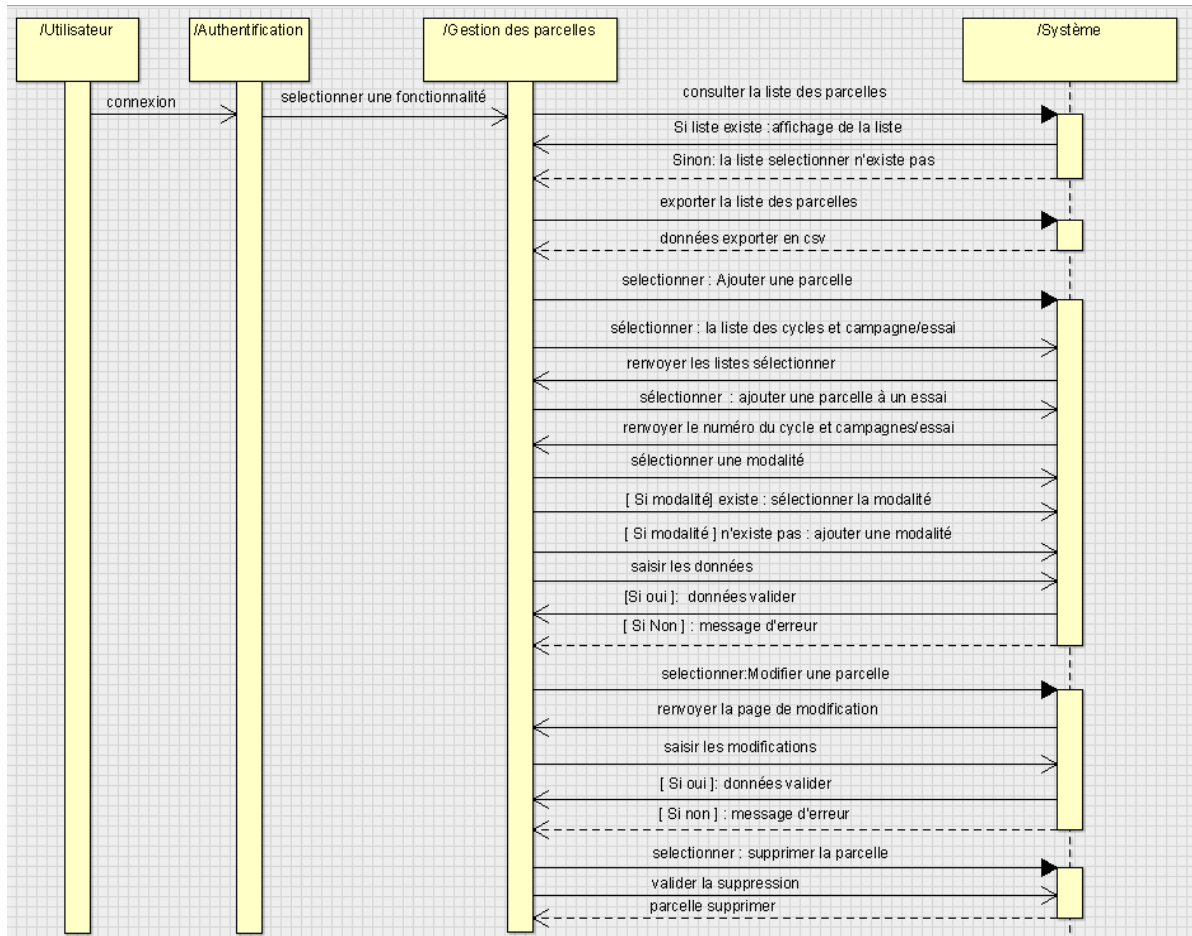 /Utilisateur
/Authentification
/Gestion des parcelles
/Système
connexion
selectionner une fonctionnalité
consulter la liste des parcelles
Si liste existe :affichage de la liste
Sinon: la liste selectionner n'existe pas
exporter la liste des parcelles
données exporter en csv
selectionner : Ajouter une parcelle
sélectionner : la liste des cycles et campagne/essai
renvoyer les listes sélectionner
sélectionner : ajouter une parcelle à un essai
renvoyer le numéro du cycle et campagnes/essai
sélectionner une modalité
[ Si modalité] existe : sélectionner la modalité
[ Si modalité ] n'existe pas : ajouter une modalité
saisir les données
[Si oui ]: données valider
[ Si Non ] : message d'erreur
selectionner:Modifier une parcelle
renvoyer la page de modification
saisir les modifications
[ Si oui ]: données valider
[ Si non ] : message d'erreur
selectionner : supprimer la parcelle
valider la suppression
parcelle supprimer